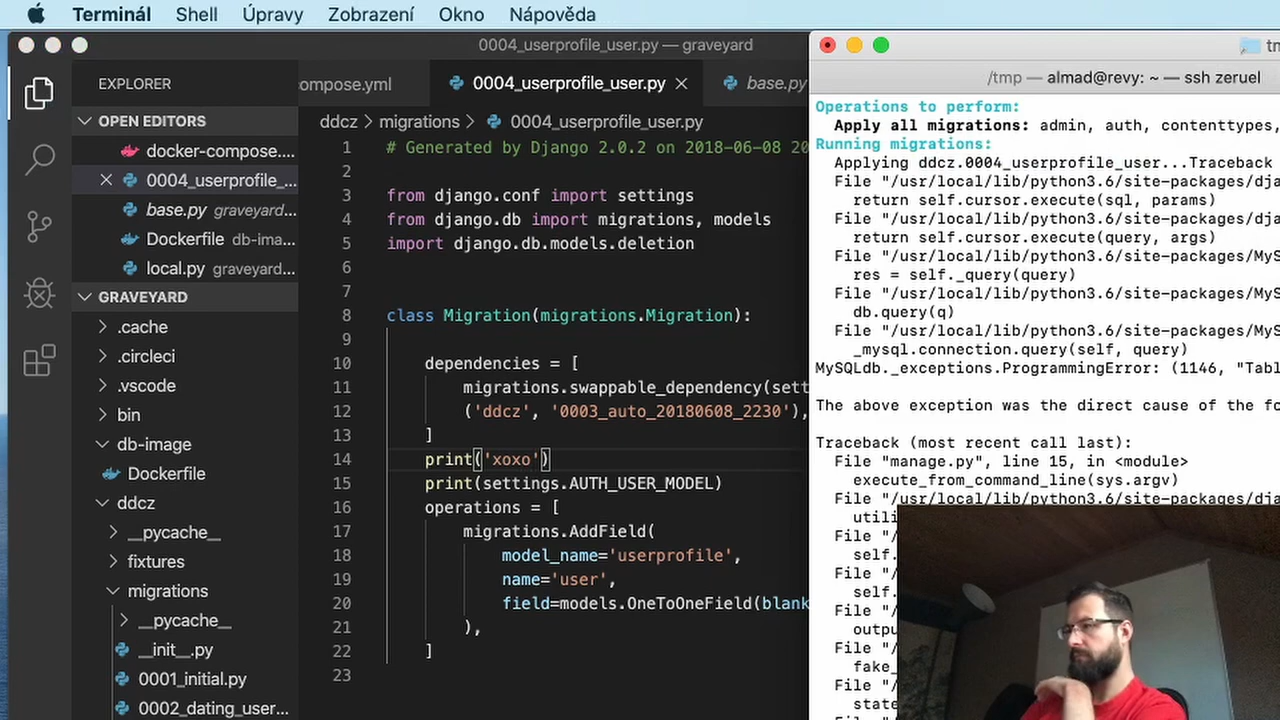 Terminál Shell Úpravy Zobrazení Okno Nápověda
0004_userprofile_user.py — graveyard
EXPLORER
OPEN EDITORS
docker-compose....
0004_userprofile_...
base.py graveyard...
Dockerfile db-ima...
local.py graveyard...
GRAVEYARD
.cache
.circleci
.vscode
bin
db-image
Dockerfile
ddcz
__pycache__
fixtures
migrations
__pycache__
__init__.py
0001_initial.py
0002_dating_user...
ompose.yml 0004_userprofile_user.py base.py
ddcz > migrations > 0004_userprofile_user.py
1 # Generated by Django 2.0.2 on 2018-06-08 20
2
3 from django.conf import settings
4 from django.db import migrations, models
5 import django.db.models.deletion
6
7
8 class Migration(migrations.Migration):
9
10 dependencies = [
11 migrations.swappable_dependency(sett
12 ('ddcz', '0003_auto_20180608_2230'),
13 ]
14 print('xoxo')
15 print(settings.AUTH_USER_MODEL)
16 operations = [
17 migrations.AddField(
18 model_name='userprofile',
19 name='user',
20 field=models.OneToOneField(blank
21 ),
22 ]
23
/tmp — almad@revy: ~ — ssh zeruel
Operations to perform:
Apply all migrations: admin, auth, contenttypes,
Running migrations:
Applying ddcz.0004_userprofile_user...Traceback
File "/usr/local/lib/python3.6/site-packages/dja
return self.cursor.execute(sql, params)
File "/usr/local/lib/python3.6/site-packages/dja
return self.cursor.execute(query, args)
File "/usr/local/lib/python3.6/site-packages/MyS
res = self._query(query)
File "/usr/local/lib/python3.6/site-packages/MyS
db.query(q)
File "/usr/local/lib/python3.6/site-packages/MyS
_mysql.connection.query(self, query)
MySQLdb._exceptions.ProgrammingError: (1146, "Tabl
The above exception was the direct cause of the fo
Traceback (most recent call last):
File "manage.py", line 15, in <module>
execute_from_command_line(sys.argv)
File "/usr/local/lib/python3.6/site-packages/dja
utili
File "/
self.
File "/
self.
File "/
outpu
File "/
fake_
File "/
state